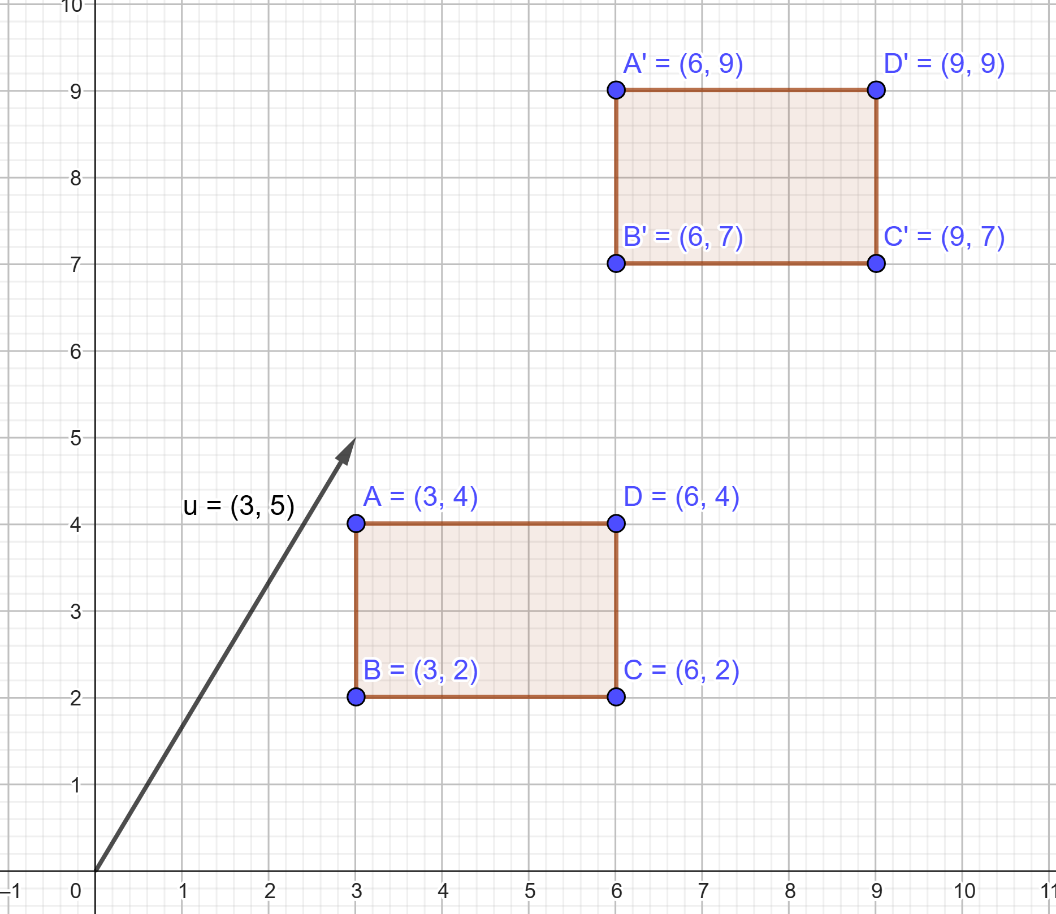 10
A' = (6, 9)
D' = (9, 9)
9
8
B' = (6, 7)
C' = (9, 7)
7
6
5
A = (3, 4)
D = (6, 4)
u = (3, 5)
4
3
B = (3, 2)
C = (6, 2)
2
1
–1 0 1 2 3 4 5 6 7 8 9 10 11